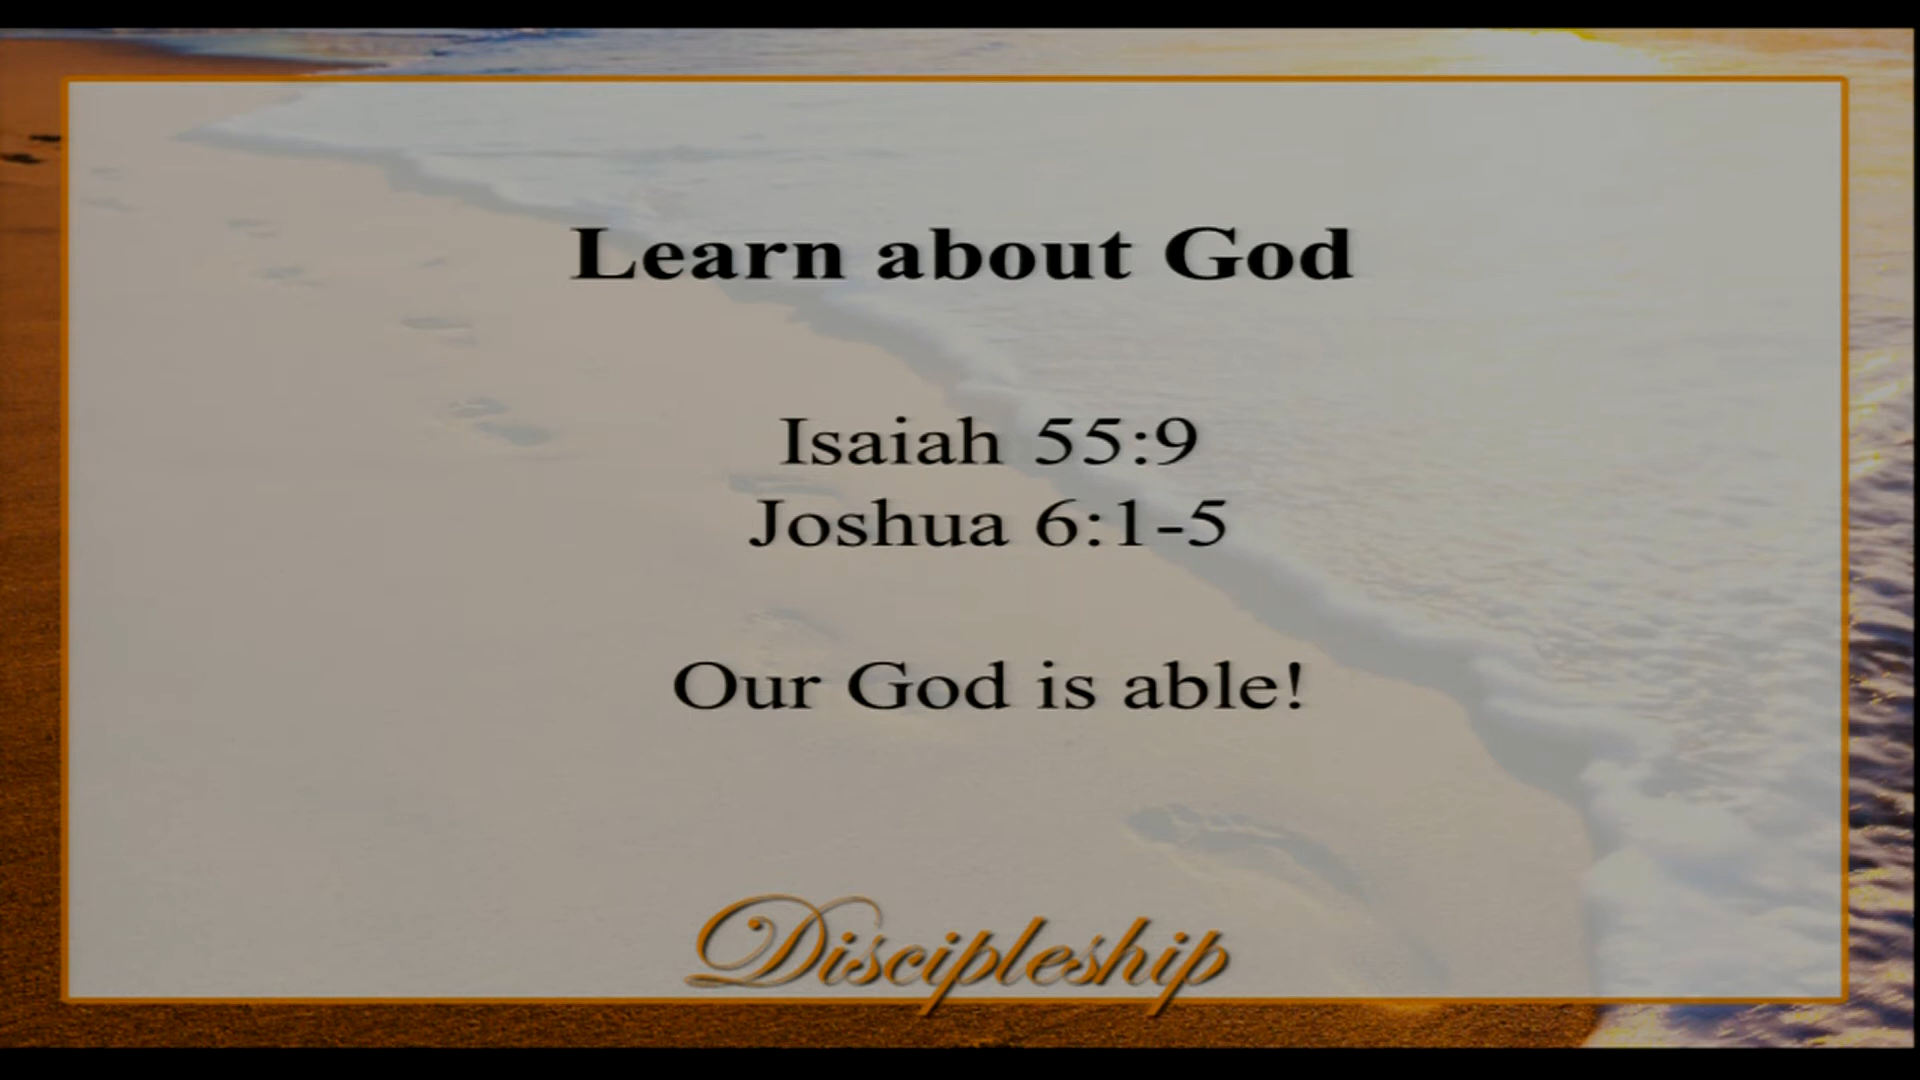 Learn about God
Isaiah 55:9
Joshua 6:1-5
Our God is able!
Discipleship